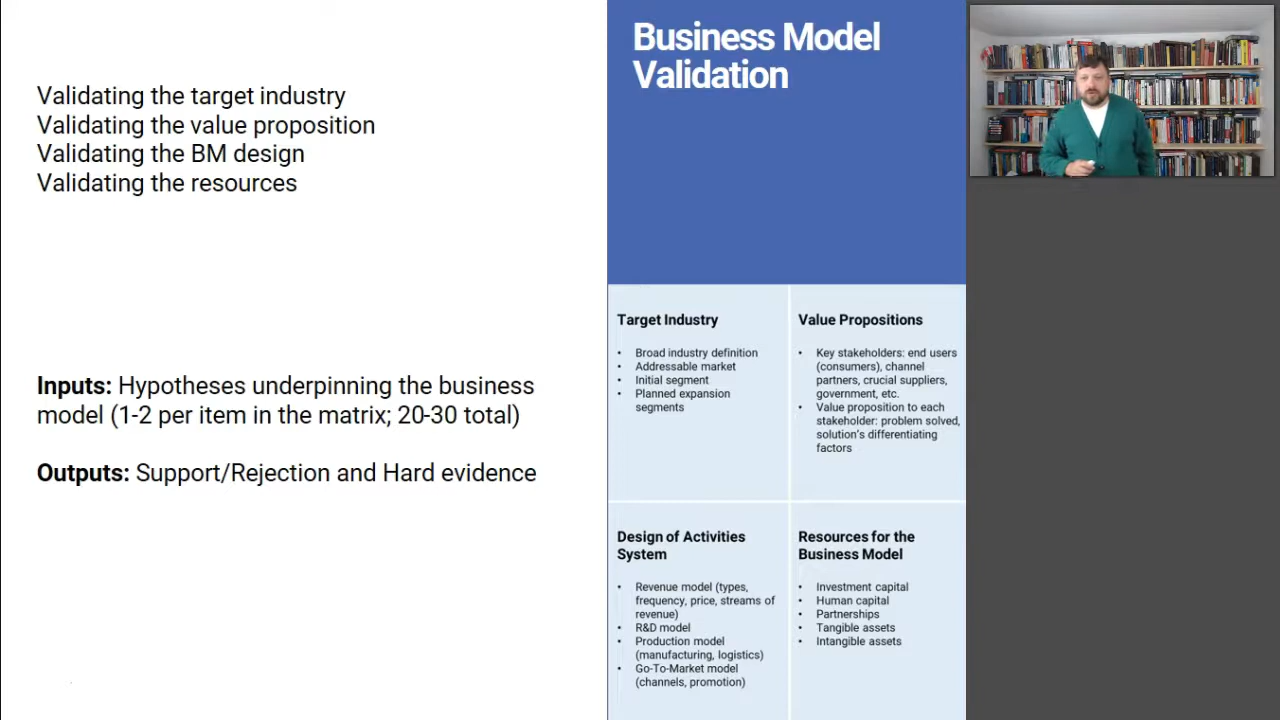 Validating the target industry
Validating the value proposition
Validating the BM design
Validating the resources
Inputs: Hypotheses underpinning the business
model (1-2 per item in the matrix; 20-30 total)
Outputs: Support/Rejection and Hard evidence
Business Model
Validation
Target Industry
• Broad industry definition
• Addressable market
• Initial segment
• Planned expansion
segments
Value Propositions
• Key stakeholders: end users
(consumers), channel
partners, crucial suppliers,
government, etc.
• Value proposition to each
stakeholder: problem solved,
solution's differentiating
factors
Design of Activities
System
• Revenue model (types,
frequency, price, streams of
revenue)
• R&D model
• Production model
(manufacturing, logistics)
• Go-To-Market model
(channels, promotion)
Resources for the
Business Model
• Investment capital
• Human capital
• Partnerships
• Tangible assets
• Intangible assets